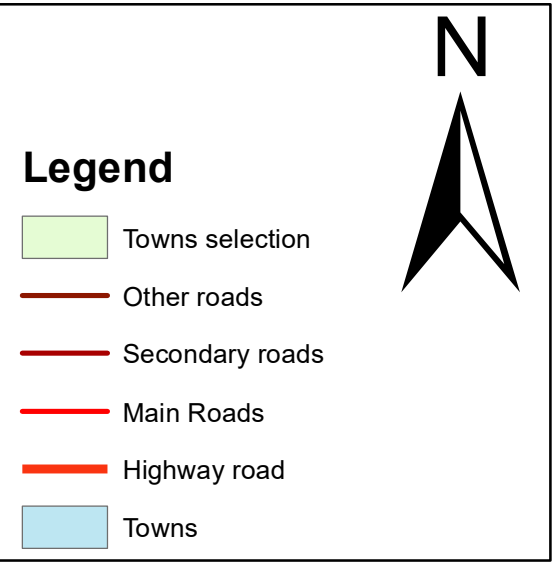 N
Legend
Towns selection
Other roads
Secondary roads
Main Roads
Highway road
Towns